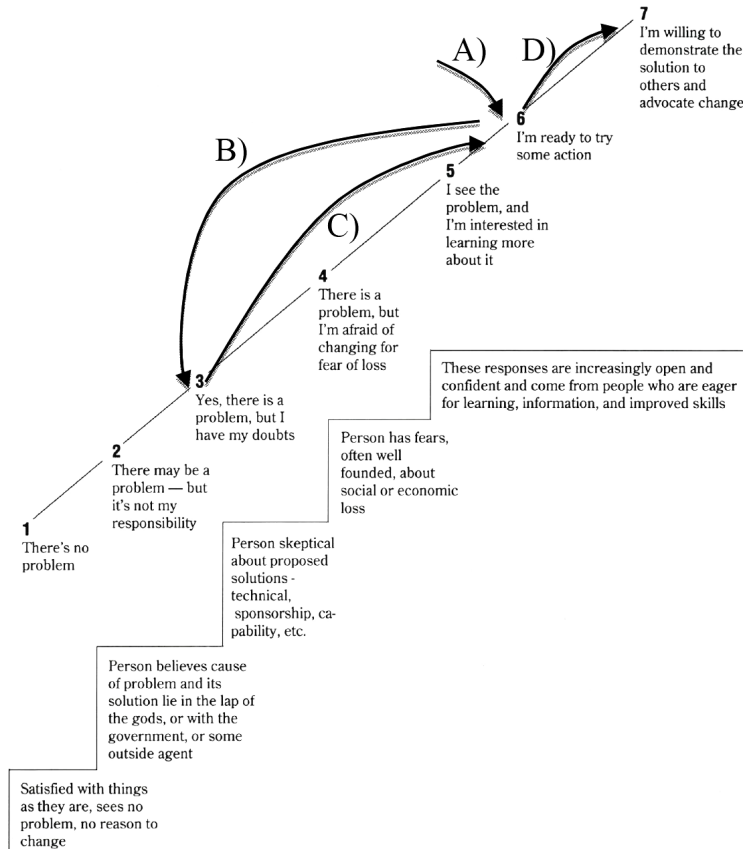 7
I'm willing to
demonstrate the
solution to
others and
advocate change
A)
D)
6
I'm ready to try
some action
B)
C)
5
I see the
problem, and
I'm interested in
learning more
about it
4
There is a
problem, but
I'm afraid of
changing for
fear of loss
3
Yes, there is a
problem, but I
have my doubts
2
There may be a
problem — but
it's not my
responsibility
1
There's no
problem
These responses are increasingly open and
confident and come from people who are eager
for learning, information, and improved skills
Person has fears,
often well
founded, about
social or economic
loss
Person skeptical
about proposed
solutions -
technical,
sponsorship, ca-
pability, etc.
Person believes cause
of problem and its
solution lie in the lap of
the gods, or with the
government, or some
outside agent
Satisfied with things
as they are, sees no
problem, no reason to
change